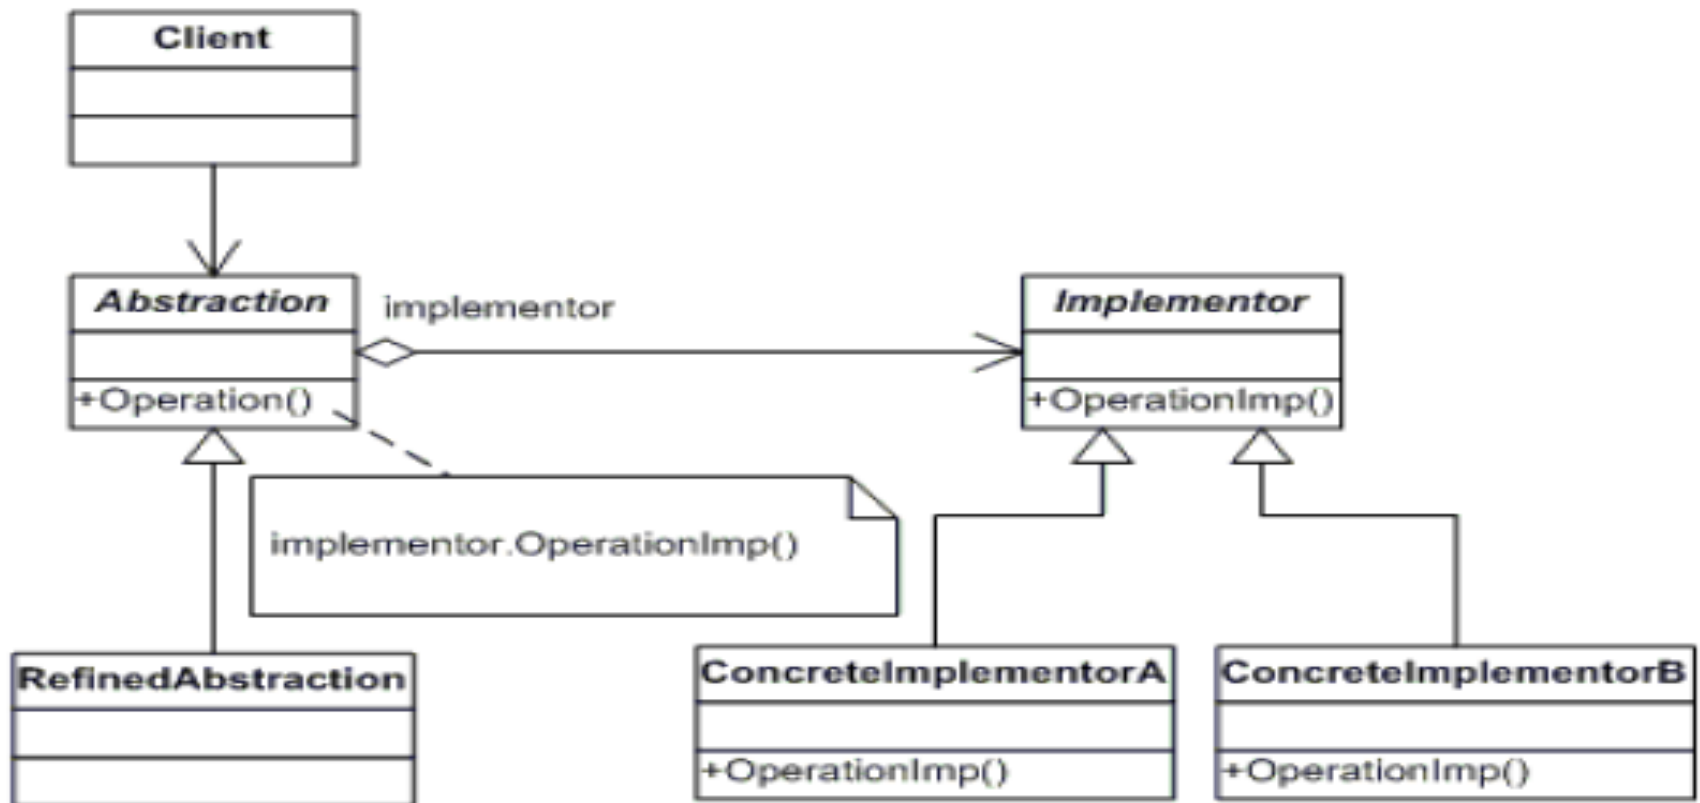 Client
Abstraction
implementor
Implementor
+Operation()
+OperationImp()
implementor.OperationImp()
RefinedAbstraction
ConcreteImplementorA
ConcreteImplementorB
+OperationImp()
+OperationImp()